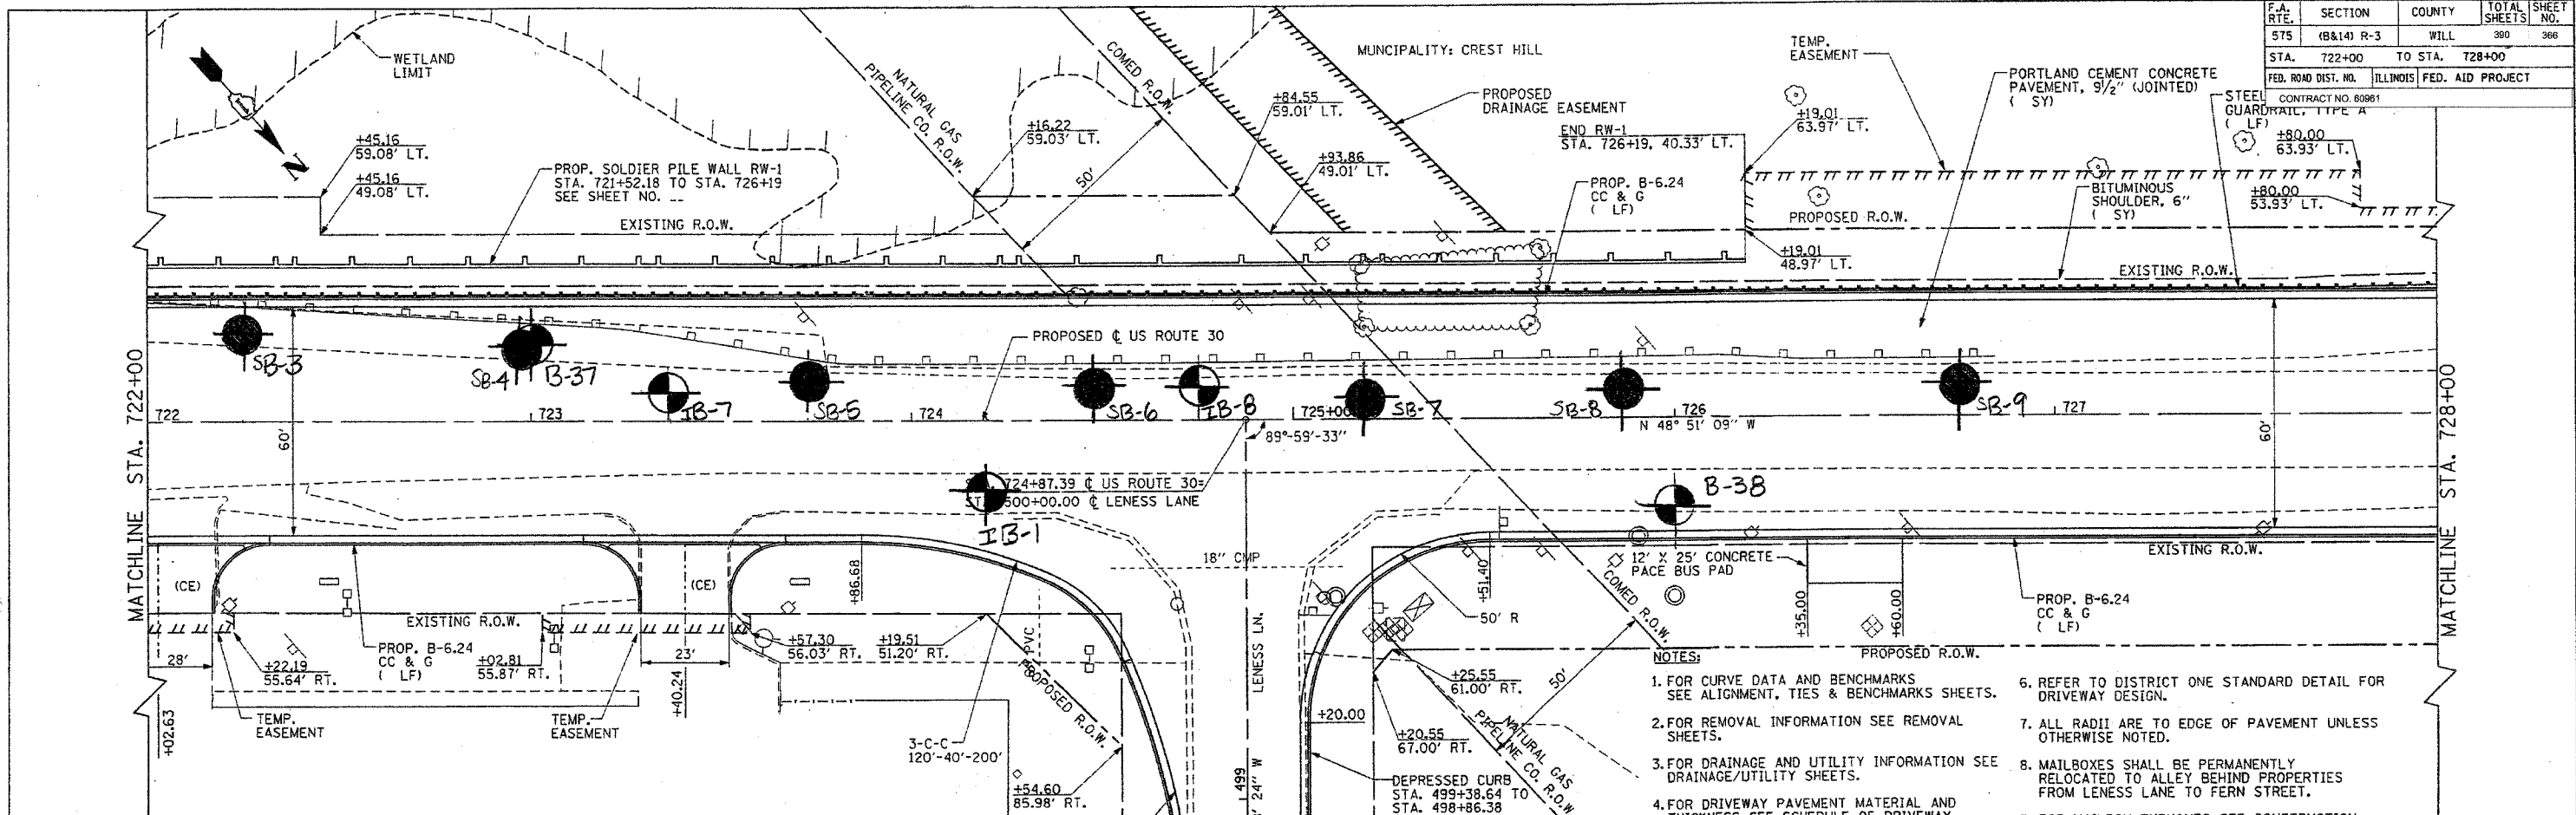 F.A. RTE. SECTION COUNTY TOTAL SHEETS SHEET NO.
575 (B&14) R-3 WILL 390 366
STA. 722+00 TO STA. 728+00
FED. ROAD DIST. NO. ILLINOIS FED. AID PROJECT
CONTRACT NO. 60961
WETLAND
LIMIT
N
+45.16
59.08' LT.
+45.16
49.08' LT.
PROP. SOLDIER PILE WALL RW-1
STA. 721+52.18 TO STA. 726+19
SEE SHEET NO. __
EXISTING R.O.W.
NATURAL GAS
PIPELINE CO. R.O.W.
COMED R.O.W.
50'
+16.22
59.03' LT.
+84.55
59.01' LT.
+93.86
49.01' LT.
MUNCIPALITY: CREST HILL
PROPOSED
DRAINAGE EASEMENT
END RW-1
STA. 726+19, 40.33' LT.
PROP. B-6.24
CC & G
( LF)
TEMP.
EASEMENT
+19.01
63.97' LT.
PORTLAND CEMENT CONCRETE
PAVEMENT, 9 1/2" (JOINTED)
( SY)
STEEL
GUARDRAIL, TYPE A
( LF)
+80.00
63.93' LT.
+80.00
53.93' LT.
BITUMINOUS
SHOULDER, 6"
( SY)
PROPOSED R.O.W.
+19.01
48.97' LT.
EXISTING R.O.W.
MATCHLINE STA. 722+00
MATCHLINE STA. 728+00
60'
60'
SB-3
SB-4
B-37
IB-7
SB-5
SB-6
IB-8
SB-7
SB-8
SB-9
PROPOSED ℄ US ROUTE 30
722
723
724
725+00
726
727
N 48° 51' 09" W
89°-59'-33"
724+87.39 ℄ US ROUTE 30=
500+00.00 ℄ LENESS LANE
IB-1
B-38
18" CMP
(CE)
(CE)
+86.68
+51.40
12' X 25' CONCRETE
PACE BUS PAD
EXISTING R.O.W.
COMED R.O.W.
50' R
+35.00
+60.00
PROP. B-6.24
CC & G
( LF)
EXISTING R.O.W.
PROP. B-6.24
CC & G
( LF)
28'
23'
+22.19
55.64' RT.
+02.81
55.87' RT.
+57.30
56.03' RT.
+19.51
51.20' RT.
PVC
PROPOSED R.O.W.
TEMP.
EASEMENT
TEMP.
EASEMENT
+02.63
+40.24
3-C-C
120'-40'-200'
+54.60
85.98' RT.
LENESS LN.
499
' 24" W
+20.00
+25.55
61.00' RT.
+20.55
67.00' RT.
50'
NATURAL GAS
PIPELINE CO. R.O.W.
DEPRESSED CURB
STA. 499+38.64 TO
STA. 498+86.38
PROPOSED R.O.W.
NOTES:
1. FOR CURVE DATA AND BENCHMARKS
SEE ALIGNMENT, TIES & BENCHMARKS SHEETS.
2. FOR REMOVAL INFORMATION SEE REMOVAL
SHEETS.
3. FOR DRAINAGE AND UTILITY INFORMATION SEE
DRAINAGE/UTILITY SHEETS.
4. FOR DRIVEWAY PAVEMENT MATERIAL AND
THICKNESS SEE SCHEDULE OF DRIVEWAY
6. REFER TO DISTRICT ONE STANDARD DETAIL FOR
DRIVEWAY DESIGN.
7. ALL RADII ARE TO EDGE OF PAVEMENT UNLESS
OTHERWISE NOTED.
8. MAILBOXES SHALL BE PERMANENTLY
RELOCATED TO ALLEY BEHIND PROPERTIES
FROM LENESS LANE TO FERN STREET.